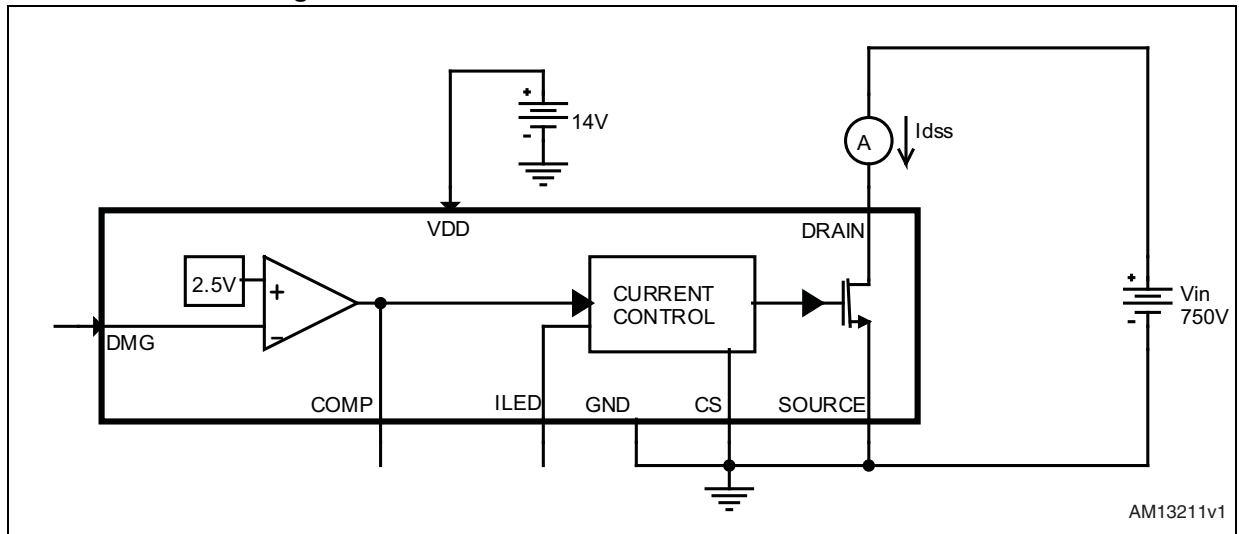 +
-
14V
A
Idss
VDD
DRAIN
2.5V
+
-
CURRENT
CONTROL
+
-
Vin
750V
DMG
COMP
ILED
GND
CS
SOURCE
AM13211v1